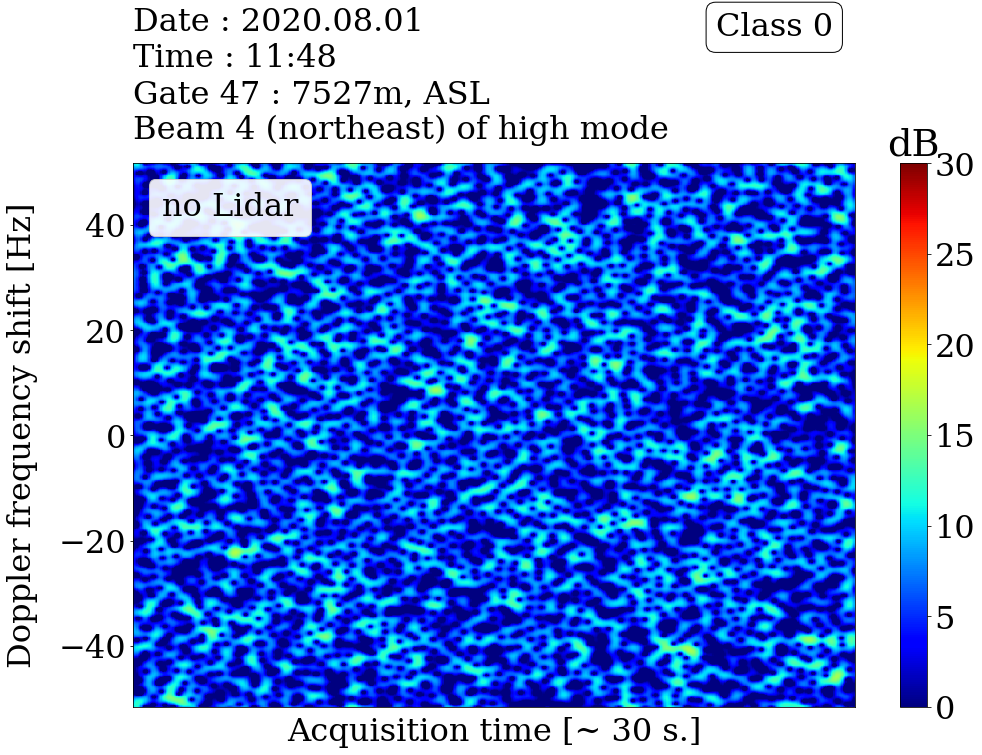 Date : 2020.08.01
Time : 11:48
Gate 47 : 7527m, ASL
Beam 4 (northeast) of high mode
Class 0
dB
no Lidar
Doppler frequency shift [Hz]
40
20
0
−20
−40
30
25
20
15
10
5
0
Acquisition time [~ 30 s.]